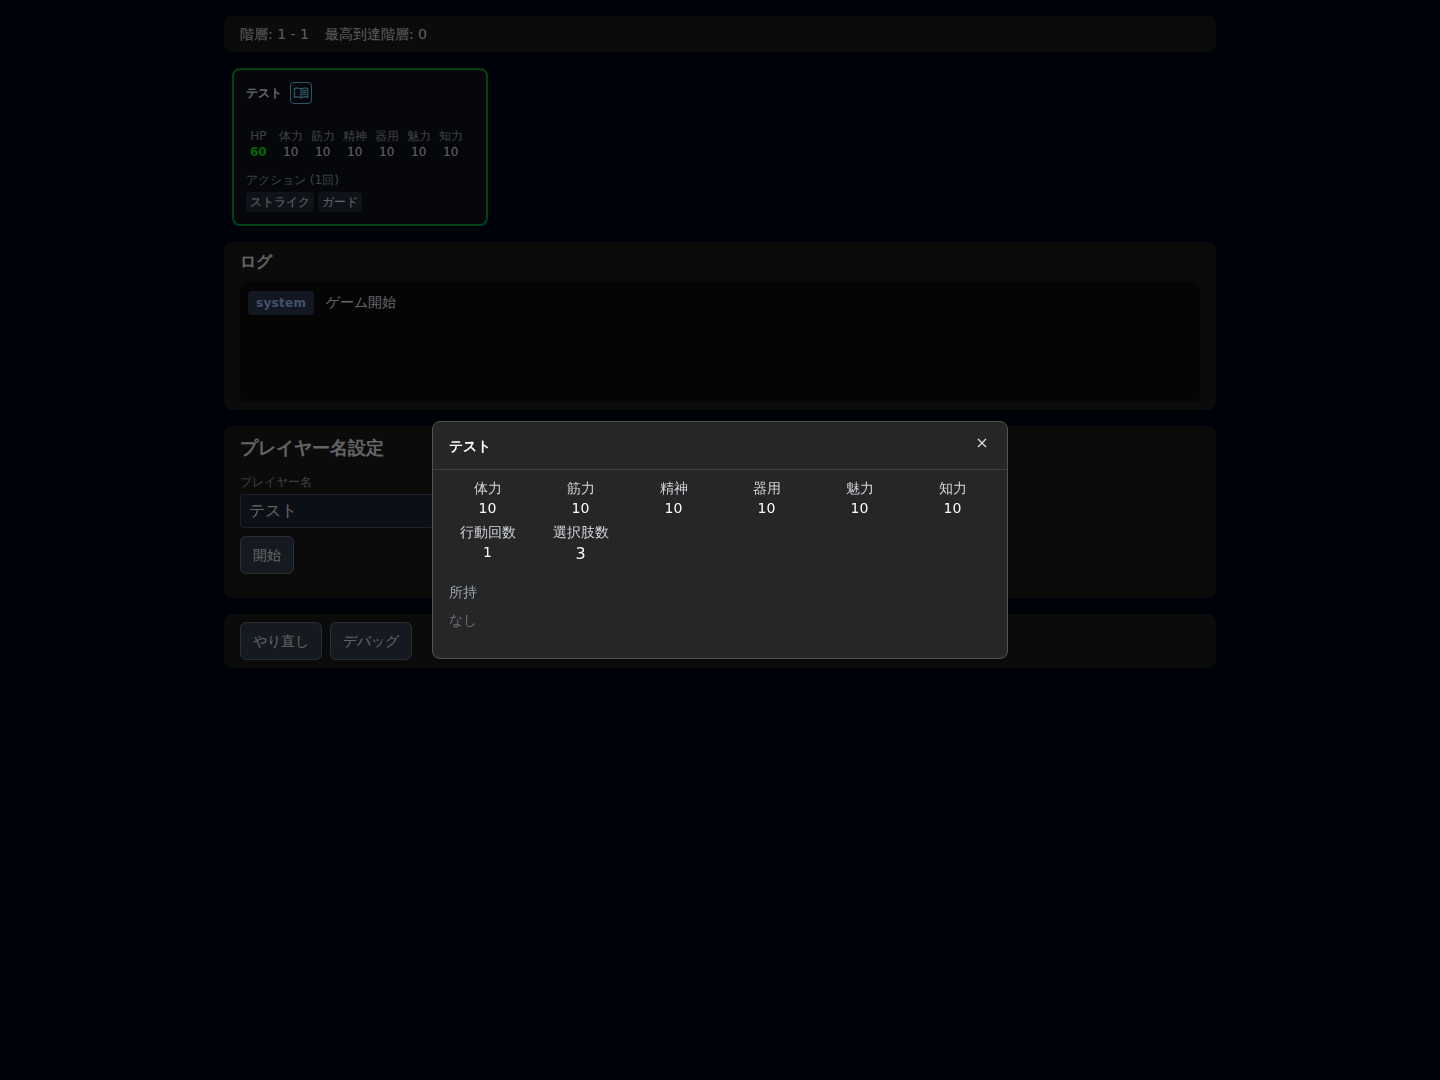 階層: 1 - 1 最高到達階層: 0
テスト
HP 体力 筋力 精神 器用 魅力 知力
60 10 10 10 10 10 10
アクション (1回)
ストライク ガード
ログ
system ゲーム開始
プレイヤー名設定
プレイヤー名
テスト
開始
やり直し デバッグ
テスト ×
体力 筋力 精神 器用 魅力 知力
10 10 10 10 10 10
行動回数 選択肢数
1 3
所持
なし